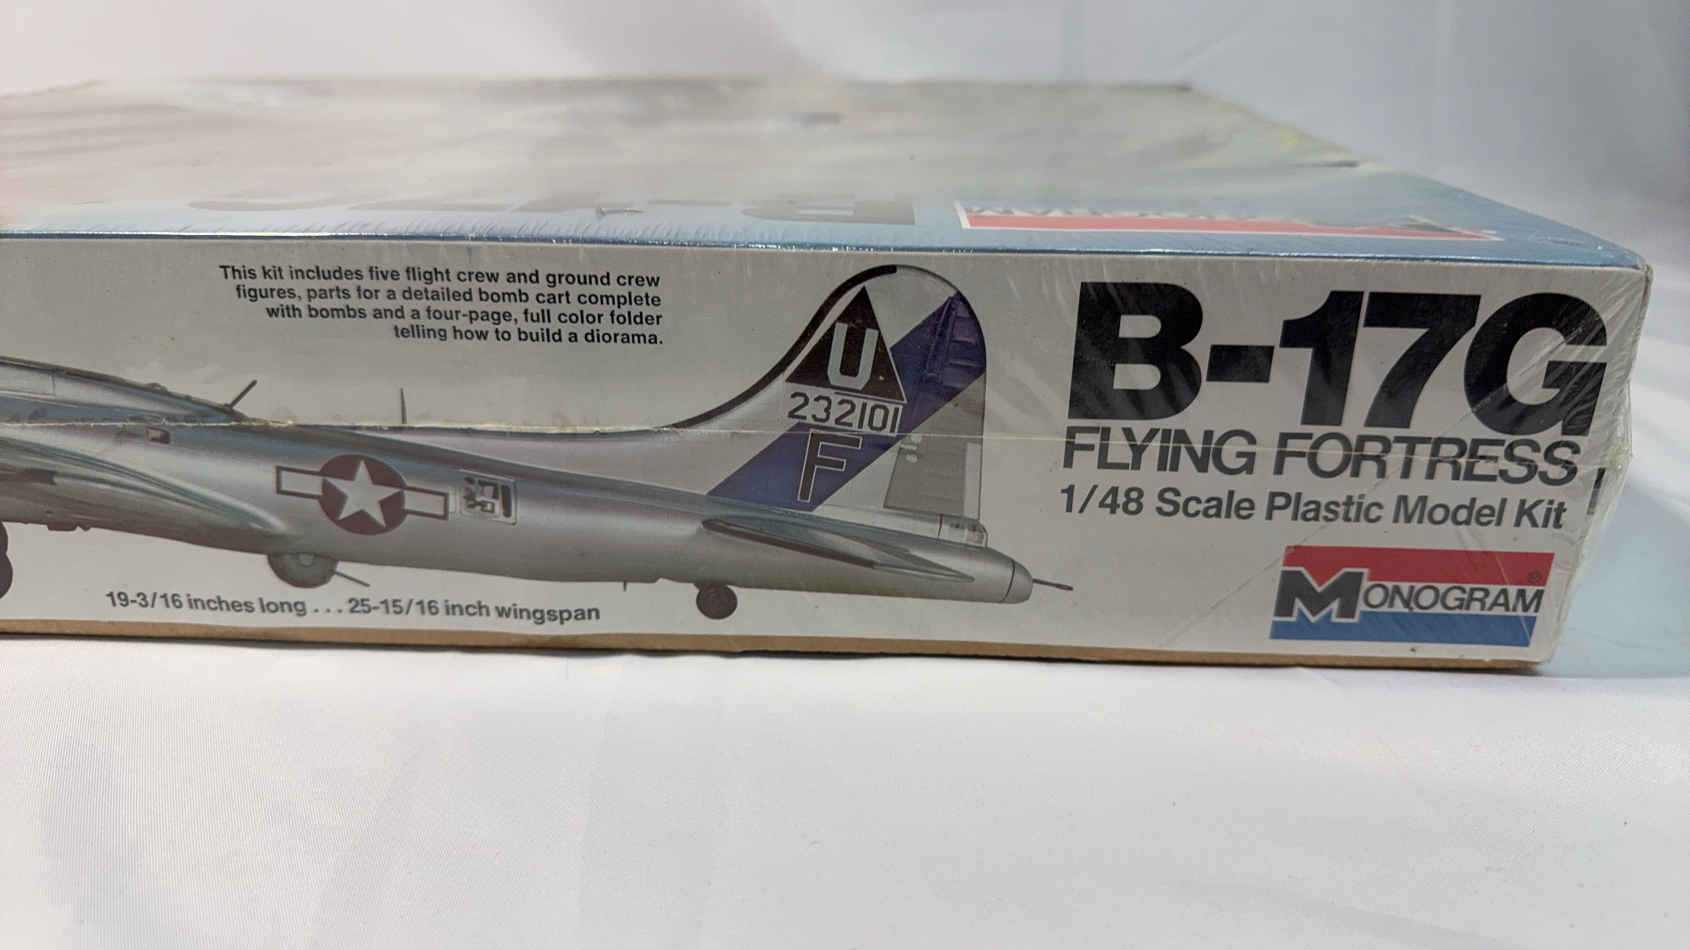 This kit includes five flight crew and ground crew
figures, parts for a detailed bomb cart complete
with bombs and a four-page, full color folder
telling how to build a diorama.
U
232101
F
19-3/16 inches long . . . 25-15/16 inch wingspan
B-17G
FLYING FORTRESS
1/48 Scale Plastic Model Kit
MONOGRAM®